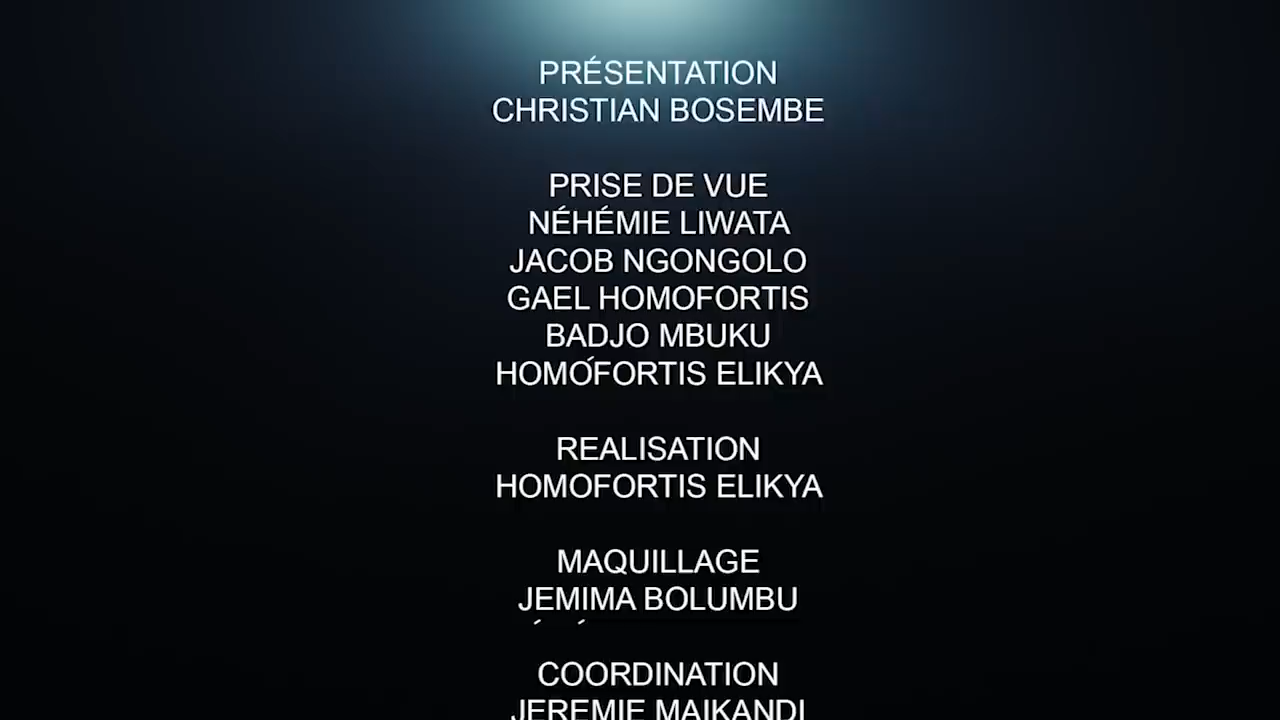 PRÉSENTATION
CHRISTIAN BOSEMBE
PRISE DE VUE
NÉHÉMIE LIWATA
JACOB NGONGOLO
GAEL HOMOFORTIS
BADJO MBUKU
HOMOFORTIS ELIKYA
REALISATION
HOMOFORTIS ELIKYA
MAQUILLAGE
JEMIMA BOLUMBU
COORDINATION
JEREMIE MAIKANDI